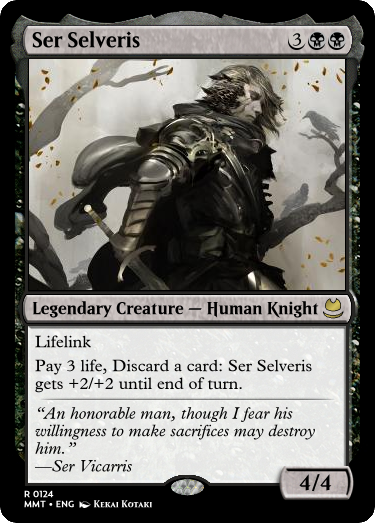 Ser Selveris 3
Legendary Creature — Human Knight
Lifelink
Pay 3 life, Discard a card: Ser Selveris
gets +2/+2 until end of turn.
“An honorable man, though I fear his
willingness to make sacrifices may destroy
him.”
—Ser Vicarris
4/4
R 0124
MMT • ENG Kekai Kotaki